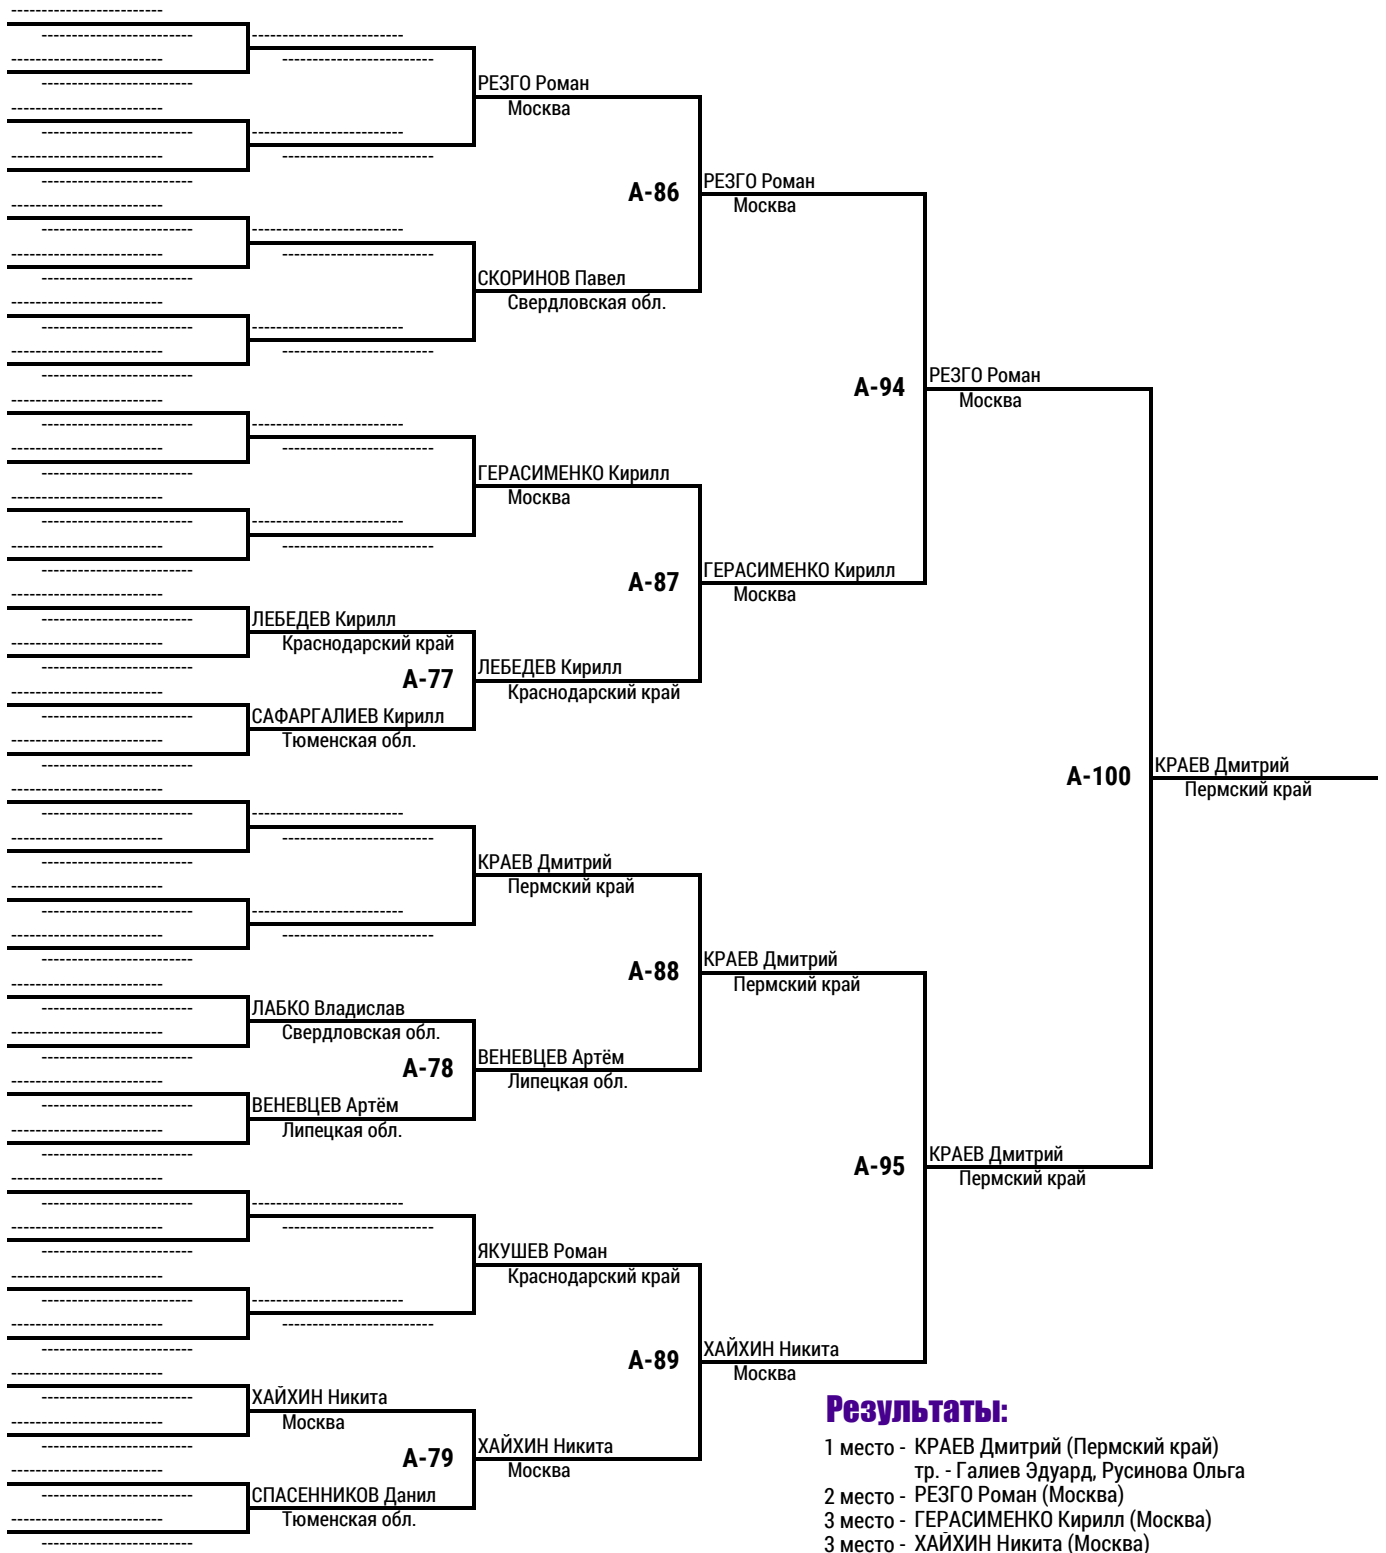 РЕЗГО Роман
Москва
А-86
РЕЗГО Роман
Москва
СКОРИНОВ Павел
Свердловская обл.
А-94
РЕЗГО Роман
Москва
ГЕРАСИМЕНКО Кирилл
Москва
А-87
ГЕРАСИМЕНКО Кирилл
Москва
ЛЕБЕДЕВ Кирилл
Краснодарский край
А-77
ЛЕБЕДЕВ Кирилл
Краснодарский край
САФАРГАЛИЕВ Кирилл
Тюменская обл.
А-100
КРАЕВ Дмитрий
Пермский край
КРАЕВ Дмитрий
Пермский край
А-88
КРАЕВ Дмитрий
Пермский край
ЛАБКО Владислав
Свердловская обл.
А-78
ВЕНЕВЦЕВ Артём
Липецкая обл.
ВЕНЕВЦЕВ Артём
Липецкая обл.
А-95
КРАЕВ Дмитрий
Пермский край
ЯКУШЕВ Роман
Краснодарский край
А-89
ХАЙХИН Никита
Москва
ХАЙХИН Никита
Москва
А-79
ХАЙХИН Никита
Москва
СПАСЕННИКОВ Данил
Тюменская обл.
Результаты:
1 место - КРАЕВ Дмитрий (Пермский край)
тр. - Галиев Эдуард, Русинова Ольга
2 место - РЕЗГО Роман (Москва)
3 место - ГЕРАСИМЕНКО Кирилл (Москва)
3 место - ХАЙХИН Никита (Москва)